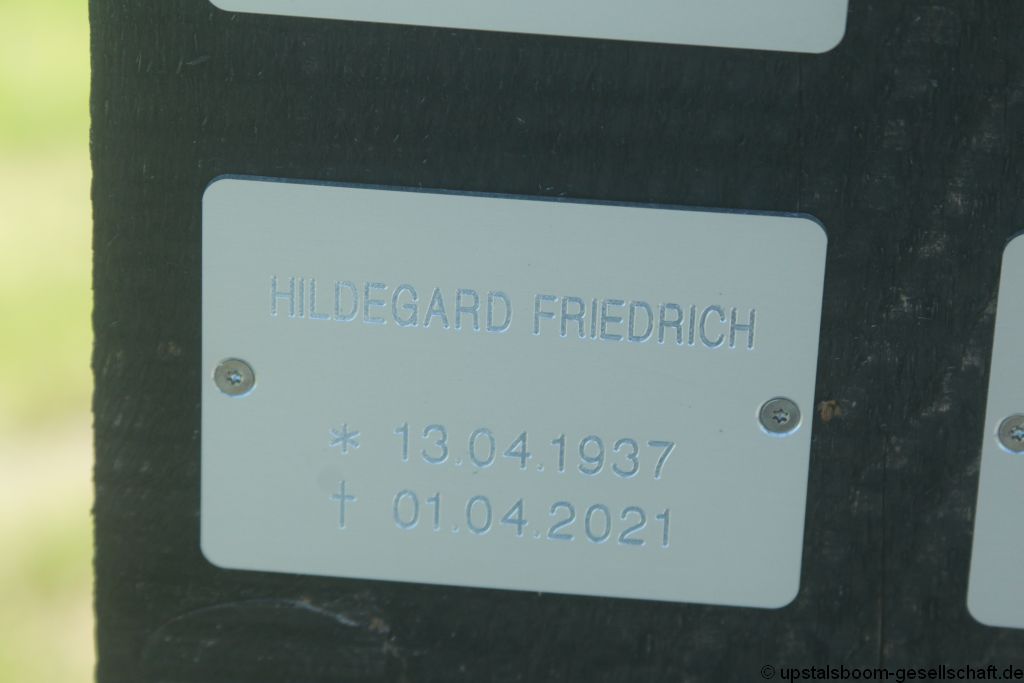 HILDEGARD FRIEDRICH
* 13.04.1937
† 01.04.2021
© upstalsboom-gesellschaft.de